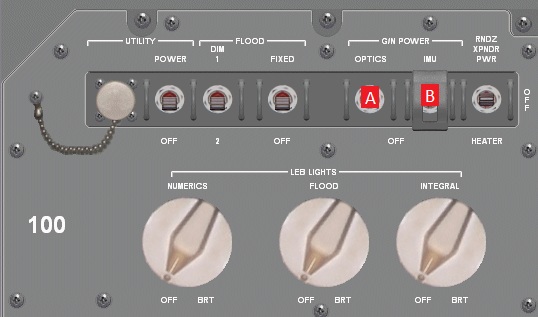 UTILITY
FLOOD
G/N POWER
RNDZ
XPNDR
PWR
POWER
DIM
1
FIXED
OPTICS
IMU
A
B
OFF
OFF
2
OFF
OFF
HEATER
LEB LIGHTS
NUMERICS
FLOOD
INTEGRAL
100
OFF BRT
OFF BRT
OFF BRT